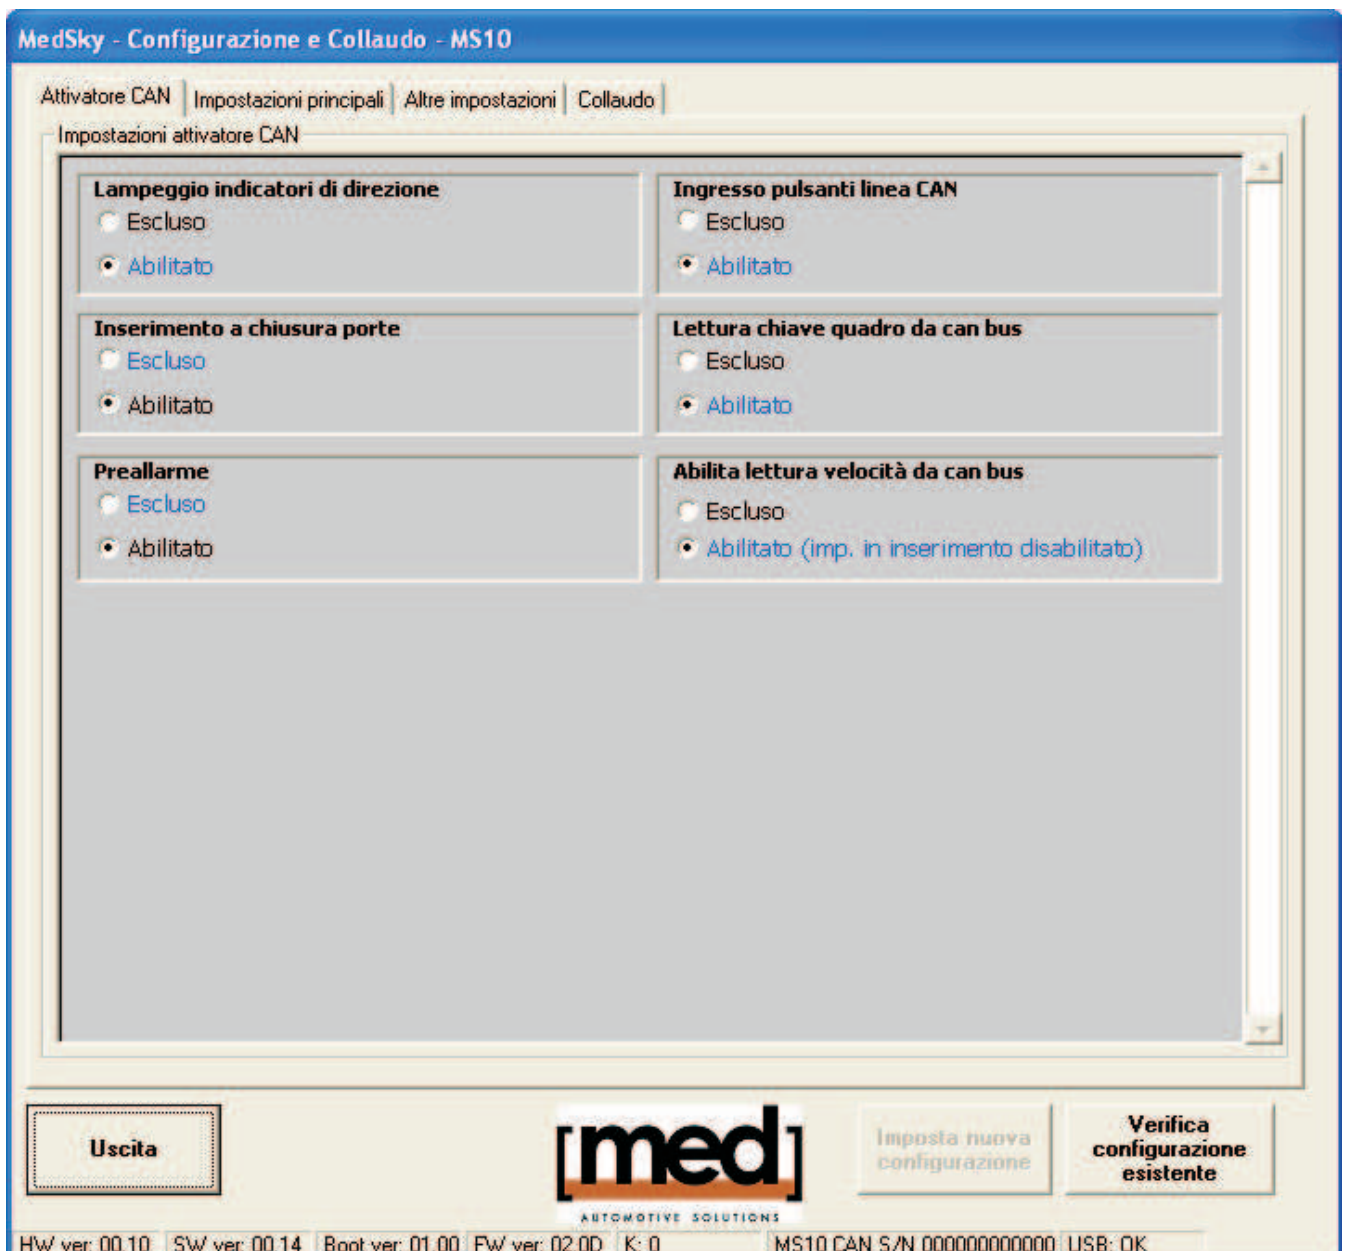 MedSky - Configurazione e Collaudo - MS10
Attivatore CAN Impostazioni principali Altre impostazioni Collaudo
Impostazioni attivatore CAN
Lampeggio indicatori di direzione
Escluso
Abilitato
Ingresso pulsanti linea CAN
Escluso
Abilitato
Inserimento a chiusura porte
Escluso
Abilitato
Lettura chiave quadro da can bus
Escluso
Abilitato
Preallarme
Escluso
Abilitato
Abilita lettura velocità da can bus
Escluso
Abilitato (imp. in inserimento disabilitato)
Uscita
[med]
AUTOMOTIVE SOLUTIONS
Imposta nuova
configurazione
Verifica
configurazione
esistente
HW ver: 00.10 SW ver: 00.14 Boot ver: 01.00 FW ver: 02.0D K: 0 MS10 CAN S/N 000000000000 USB: OK